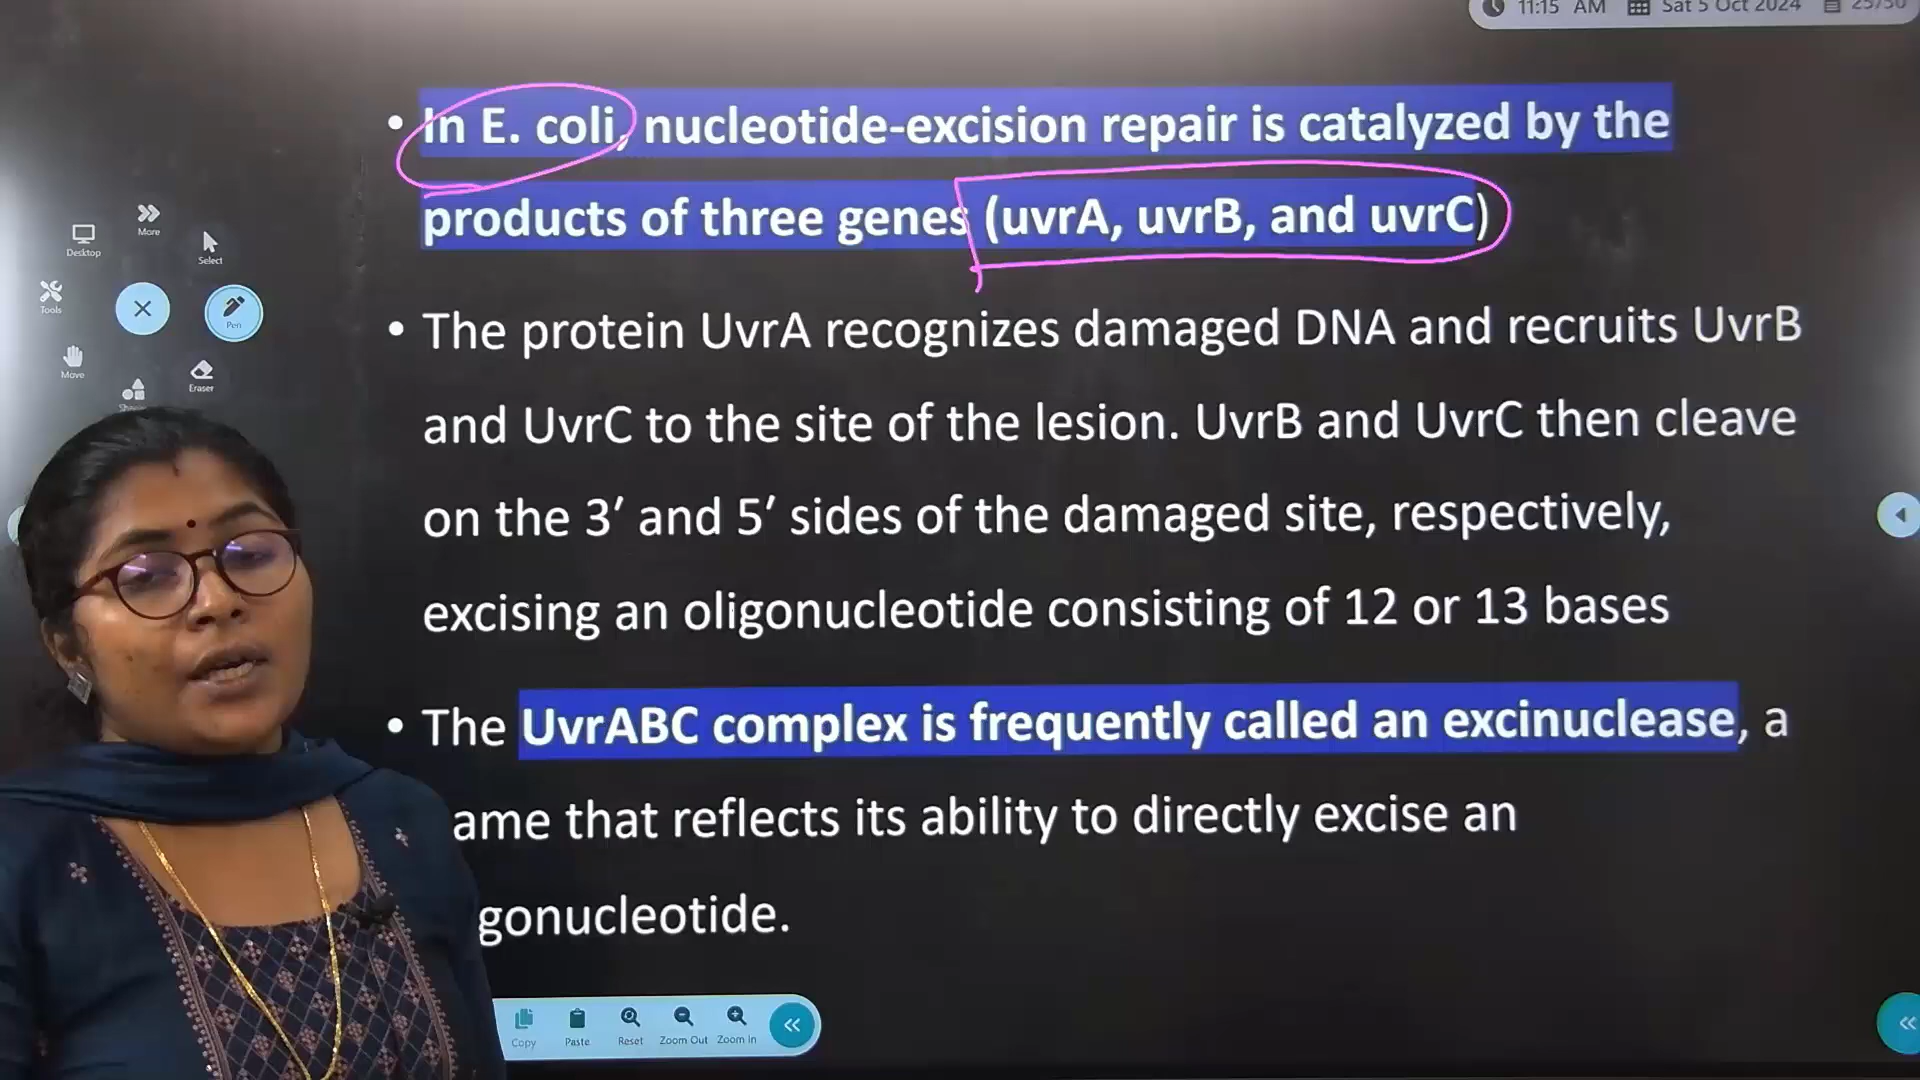 11:15 AM Sat 5 Oct 2024 25/50
• In E. coli, nucleotide-excision repair is catalyzed by the
products of three genes (uvrA, uvrB, and uvrC)
More
Desktop
Select
Tools
Pen
Move
Eraser
• The protein UvrA recognizes damaged DNA and recruits UvrB
and UvrC to the site of the lesion. UvrB and UvrC then cleave
on the 3′ and 5′ sides of the damaged site, respectively,
excising an oligonucleotide consisting of 12 or 13 bases
• The UvrABC complex is frequently called an excinuclease, a
ame that reflects its ability to directly excise an
gonucleotide.
Copy Paste Reset Zoom Out Zoom In